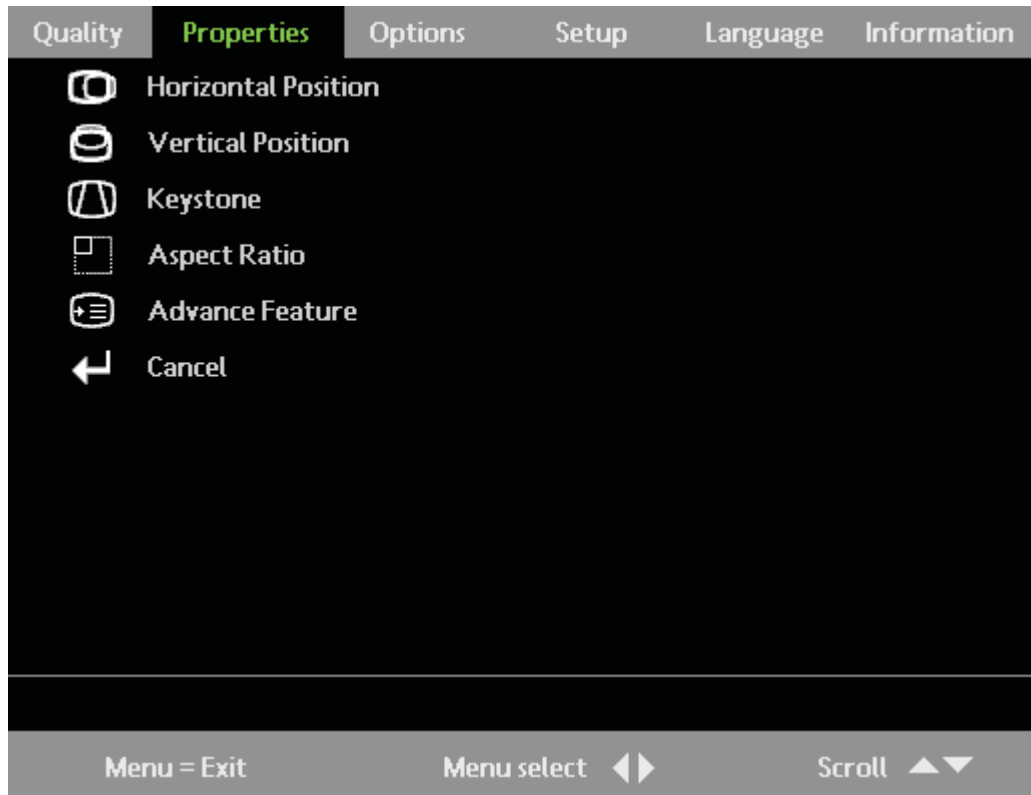 Quality Properties Options Setup Language Information
Horizontal Position
Vertical Position
Keystone
Aspect Ratio
Advance Feature
Cancel
Menu = Exit Menu select Scroll